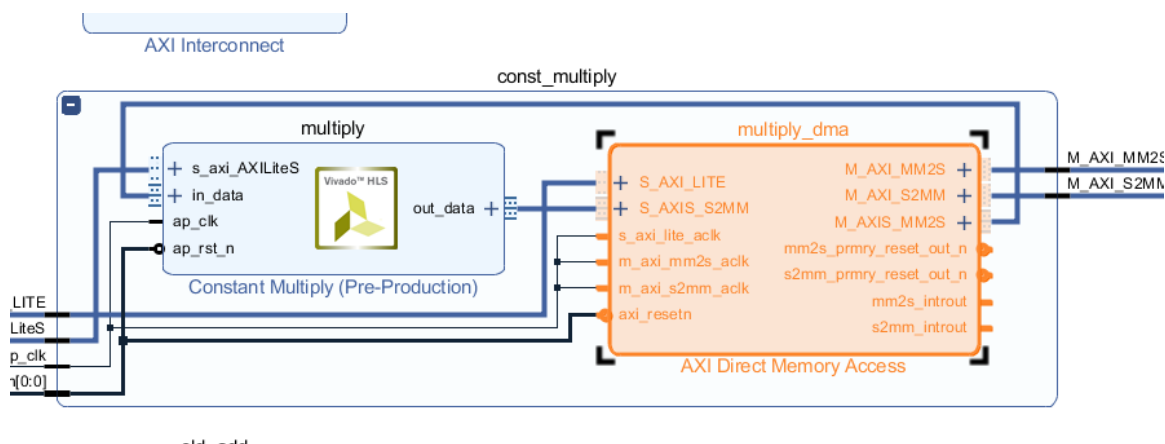 AXI Interconnect
const_multiply
multiply
s_axi_AXILiteS
in_data
ap_clk
ap_rst_n
Vivado™ HLS
out_data
Constant Multiply (Pre-Production)
multiply_dma
S_AXI_LITE
S_AXIS_S2MM
s_axi_lite_aclk
m_axi_mm2s_aclk
m_axi_s2mm_aclk
axi_resetn
M_AXI_MM2S
M_AXI_S2MM
M_AXIS_MM2S
mm2s_prmry_reset_out_n
s2mm_prmry_reset_out_n
mm2s_introut
s2mm_introut
AXI Direct Memory Access
M_AXI_MM2S
M_AXI_S2MM
_LITE
LiteS
p_clk
[0:0]